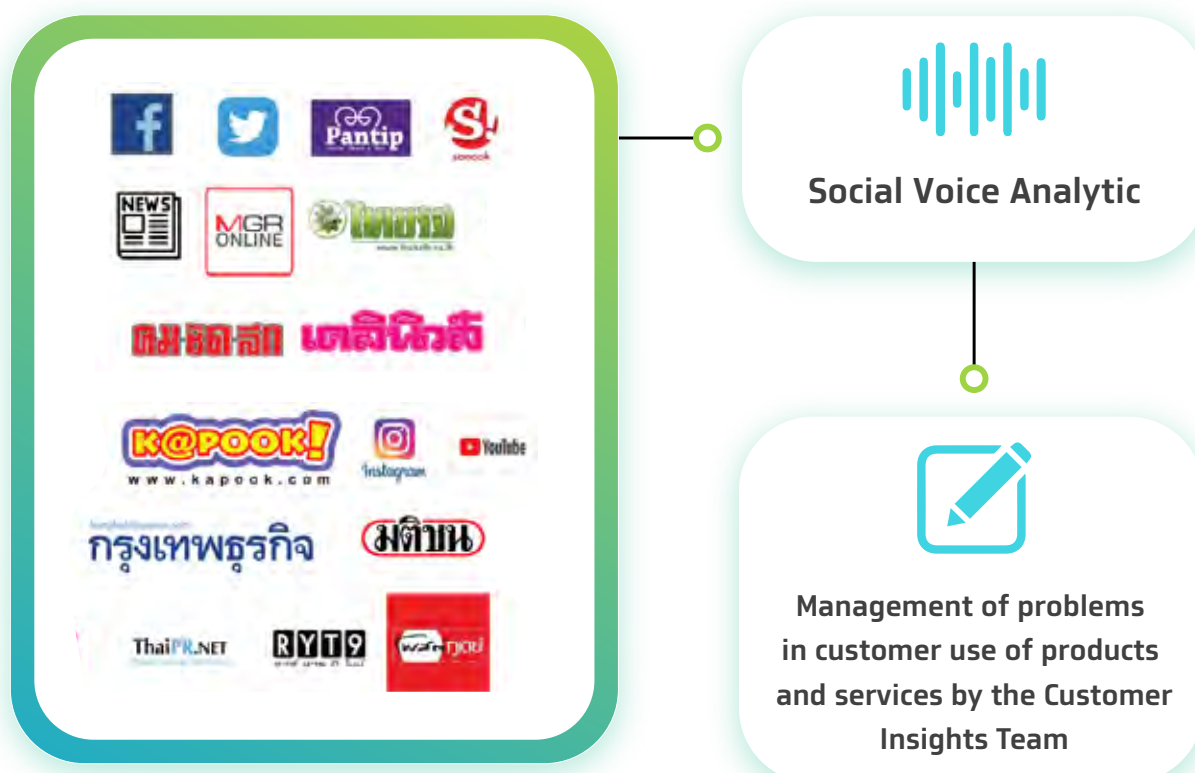 f
Pantip
S!
sanook
NEWS
MGR
ONLINE
ไทยรัฐ
คม-ชัด-ลึก
เดลินิวส์
K@POOK!
www.kapook.com
Instagram
YouTube
กรุงเทพธุรกิจ
มติชน
ThaiPR.NET
RYT9
Social Voice Analytic
Management of problems
in customer use of products
and services by the Customer
Insights Team